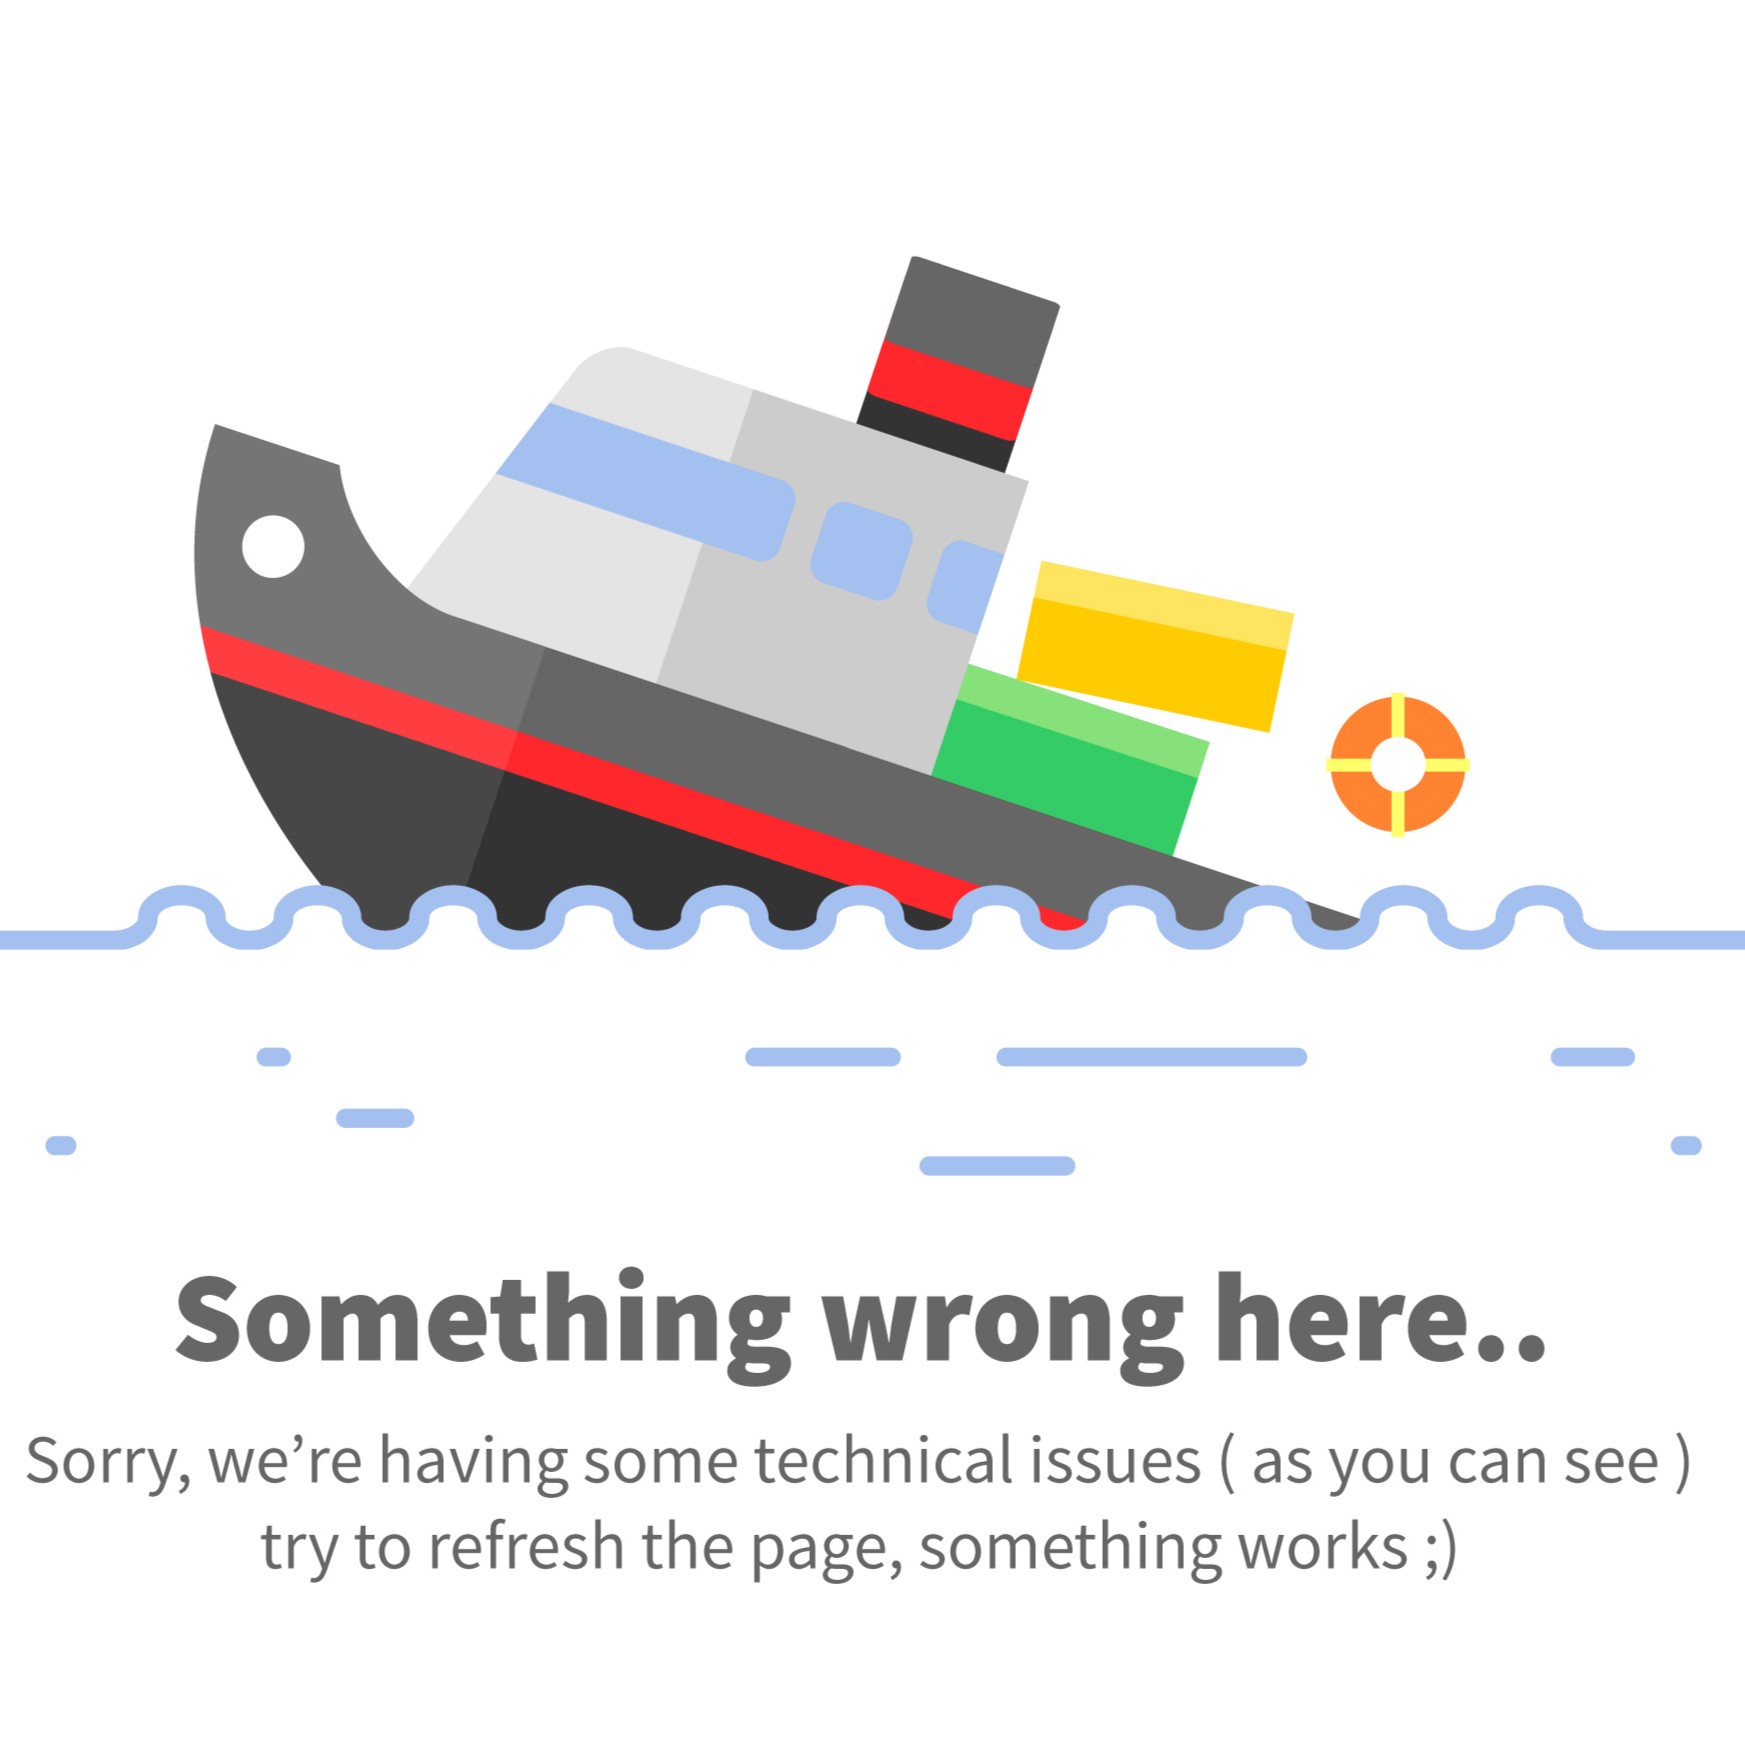 Something wrong here..
Sorry, we’re having some technical issues ( as you can see )
try to refresh the page, something works ;)